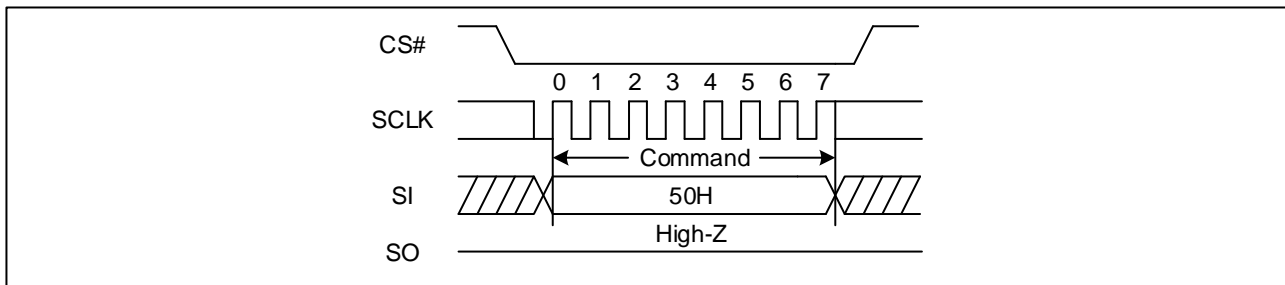 CS#
0 1 2 3 4 5 6 7
SCLK
Command
SI
50H
High-Z
SO